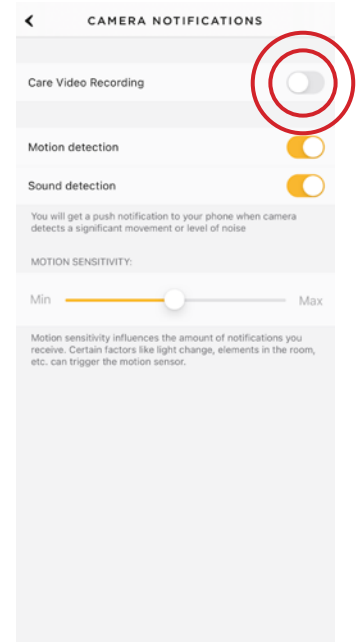 CAMERA NOTIFICATIONS
Care Video Recording
Motion detection
Sound detection
You will get a push notification to your phone when camera
detects a significant movement or level of noise
MOTION SENSITIVITY:
Min Max
Motion sensitivity influences the amount of notifications you
receive. Certain factors like light change, elements in the room,
etc. can trigger the motion sensor.